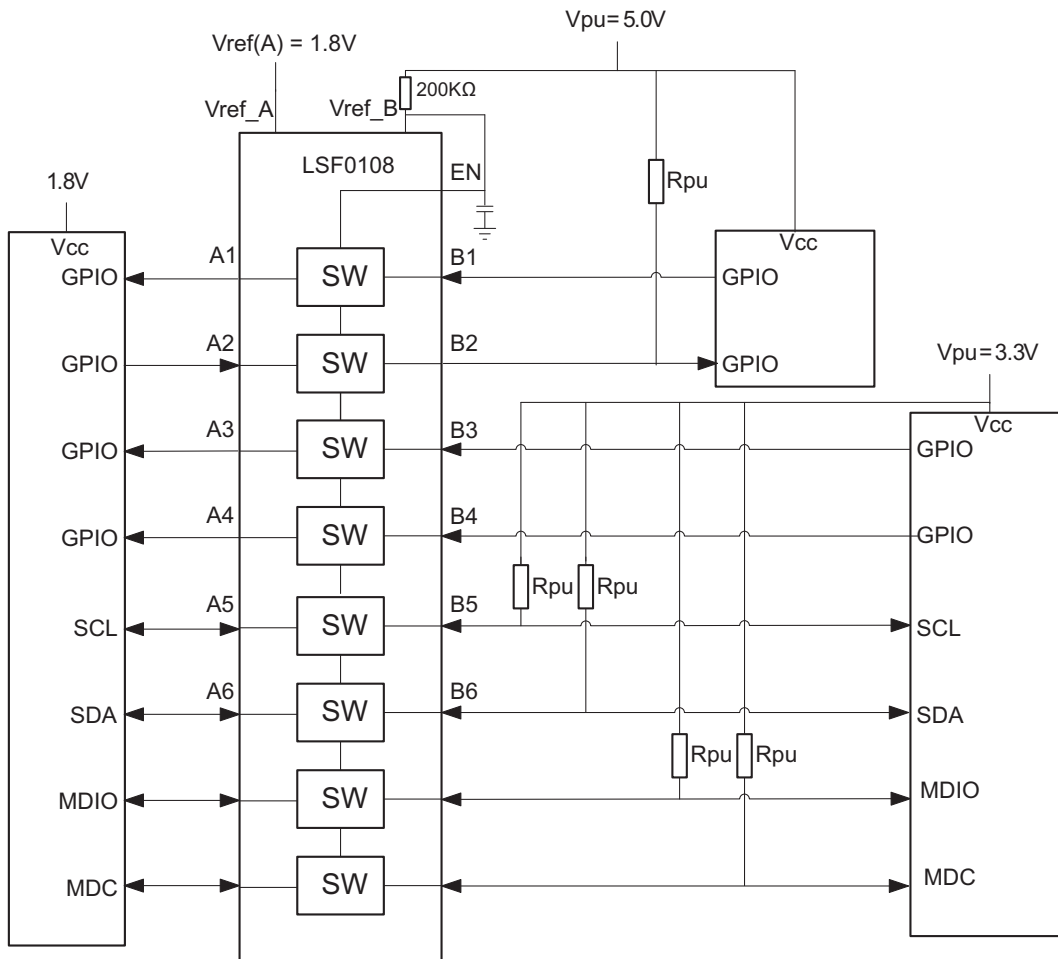 Vpu= 5.0V
Vref(A) = 1.8V
200KΩ
Vref_A
Vref_B
LSF0108
EN
Rpu
1.8V
Vcc
Vcc
GPIO
A1
SW
B1
GPIO
GPIO
A2
SW
B2
GPIO
Vpu=3.3V
Vcc
GPIO
A3
SW
B3
GPIO
GPIO
A4
SW
B4
GPIO
Rpu
Rpu
SCL
A5
SW
B5
SCL
SDA
A6
SW
B6
SDA
Rpu
Rpu
MDIO
SW
MDIO
MDC
SW
MDC